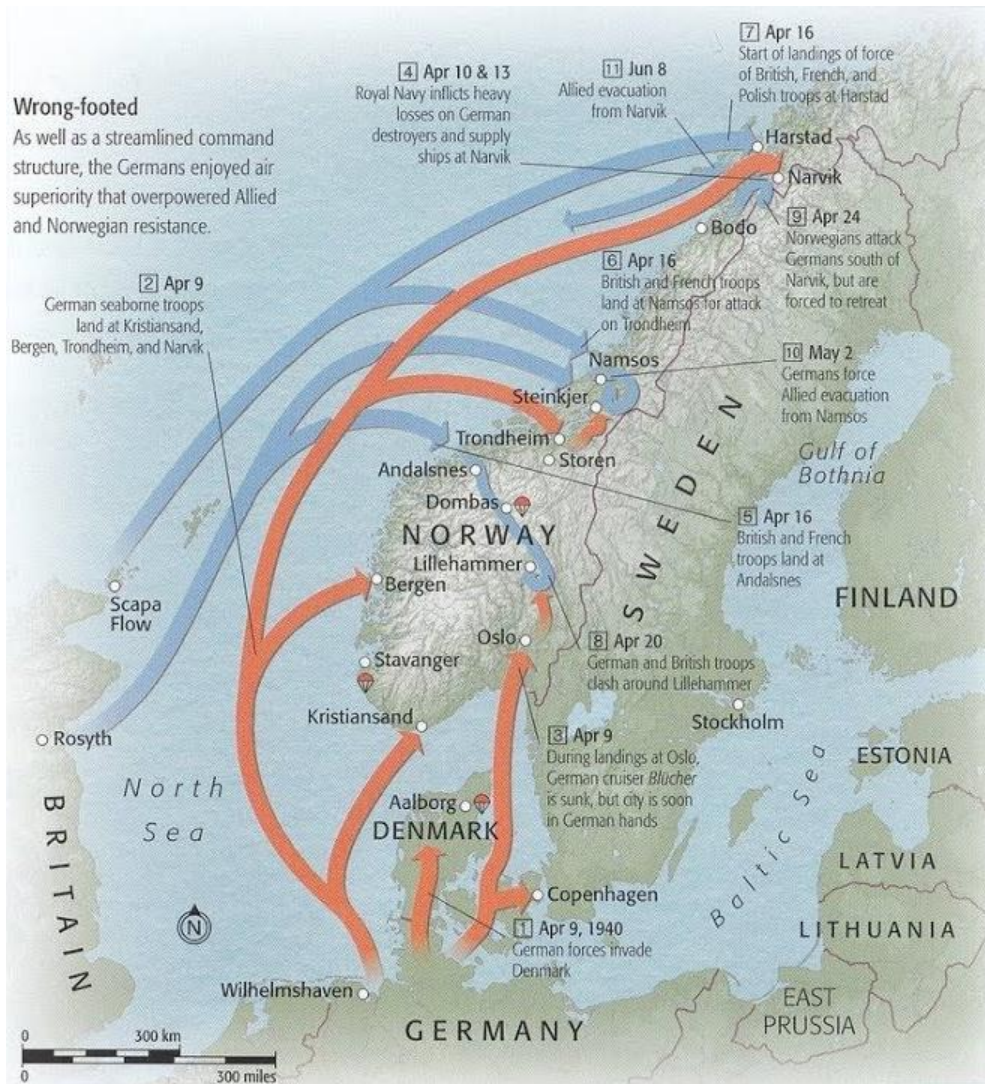 Wrong-footed
As well as a streamlined command
structure, the Germans enjoyed air
superiority that overpowered Allied
and Norwegian resistance.
4 Apr 10 & 13
Royal Navy inflicts heavy
losses on German
destroyers and supply
ships at Narvik
11 Jun 8
Allied evacuation
from Narvik
7 Apr 16
Start of landings of force
of British, French, and
Polish troops at Harstad
Harstad
Narvik
Bodo
9 Apr 24
Norwegians attack
Germans south of
Narvik, but are
forced to retreat
2 Apr 9
German seaborne troops
land at Kristiansand,
Bergen, Trondheim, and Narvik
6 Apr 16
British and French troops
land at Namsos for attack
on Trondheim
Namsos
10 May 2
Germans force
Allied evacuation
from Namsos
Steinkjer
Trondheim
Storen
Andalsnes
Dombas
NORWAY
Lillehammer
Bergen
SWEDEN
Gulf of
Bothnia
5 Apr 16
British and French
troops land at
Andalsnes
FINLAND
Scapa
Flow
Oslo
8 Apr 20
German and British troops
clash around Lillehammer
Stavanger
Kristiansand
Stockholm
Rosyth
3 Apr 9
During landings at Oslo,
German cruiser Blücher
is sunk, but city is soon
in German hands
ESTONIA
North
Sea
BRITAIN
Aalborg
DENMARK
Baltic Sea
LATVIA
Copenhagen
LITHUANIA
1 Apr 9, 1940
German forces invade
Denmark
N
Wilhelmshaven
GERMANY
EAST
PRUSSIA
0 300 km
0 300 miles